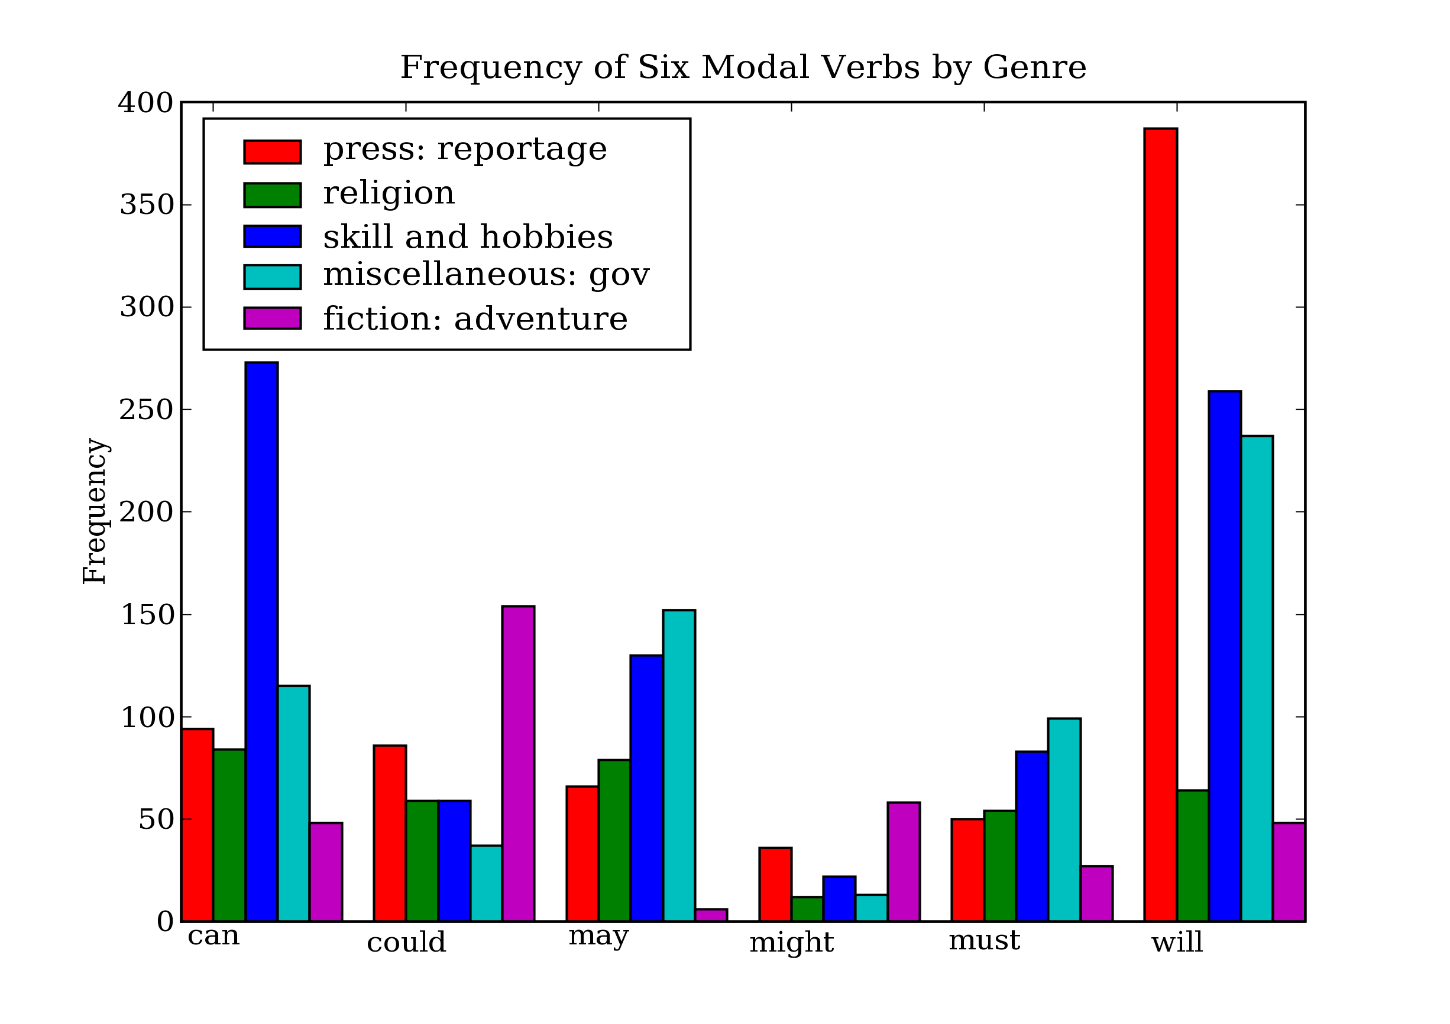 Frequency of Six Modal Verbs by Genre
400
350
300
250
200
150
100
50
0
Frequency
press: reportage
religion
skill and hobbies
miscellaneous: gov
fiction: adventure
can could may might must will